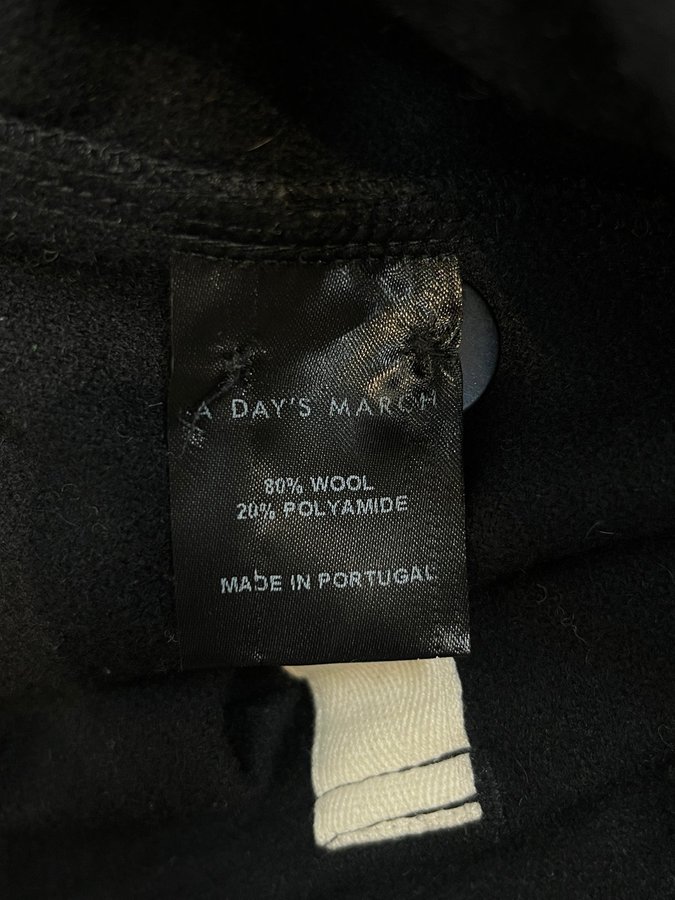 A DAY'S MARCH
80% WOOL
20% POLYAMIDE
MADE IN PORTUGAL